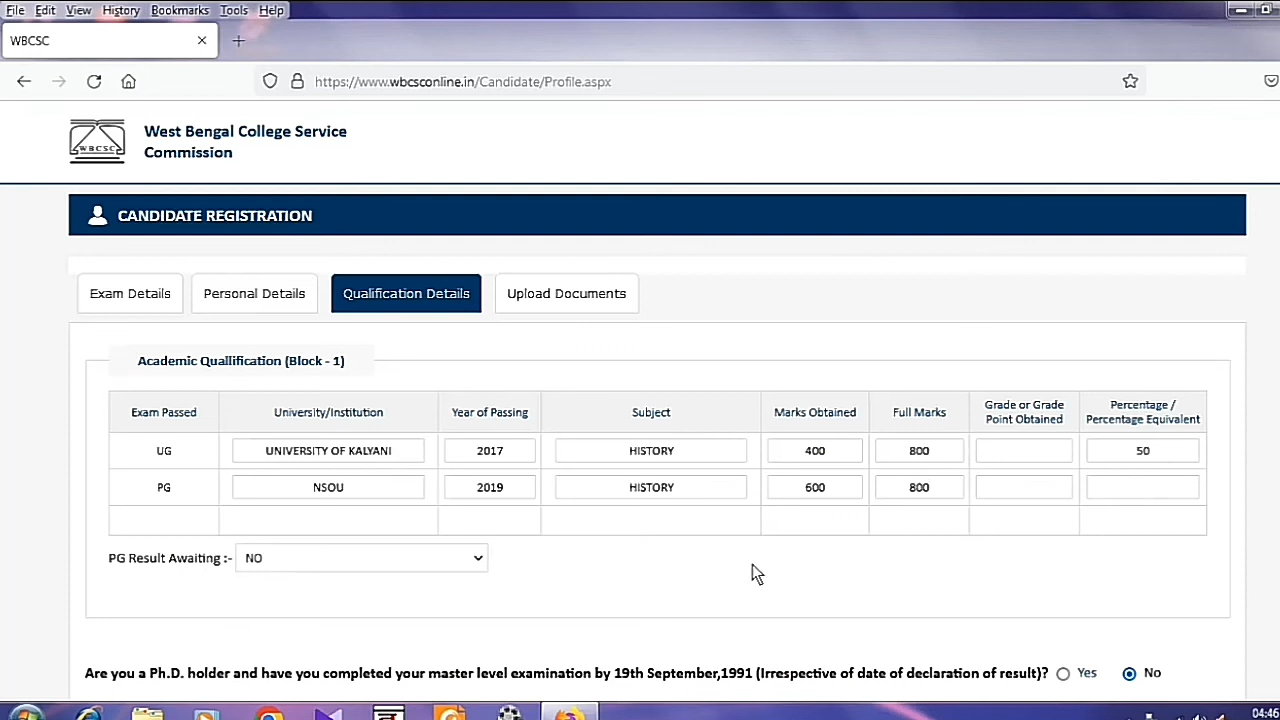 File Edit View History Bookmarks Tools Help
WBCSC
https://www.wbcsconline.in/Candidate/Profile.aspx
WBCSC
West Bengal College Service
Commission
CANDIDATE REGISTRATION
Exam Details Personal Details Qualification Details Upload Documents
Academic Quallification (Block - 1)
Exam Passed University/Institution Year of Passing Subject Marks Obtained Full Marks Grade or Grade Point Obtained Percentage / Percentage Equivalent
UG UNIVERSITY OF KALYANI 2017 HISTORY 400 800 50
PG NSOU 2019 HISTORY 600 800
PG Result Awaiting :- NO
Are you a Ph.D. holder and have you completed your master level examination by 19th September,1991 (Irrespective of date of declaration of result)? Yes No
04:46